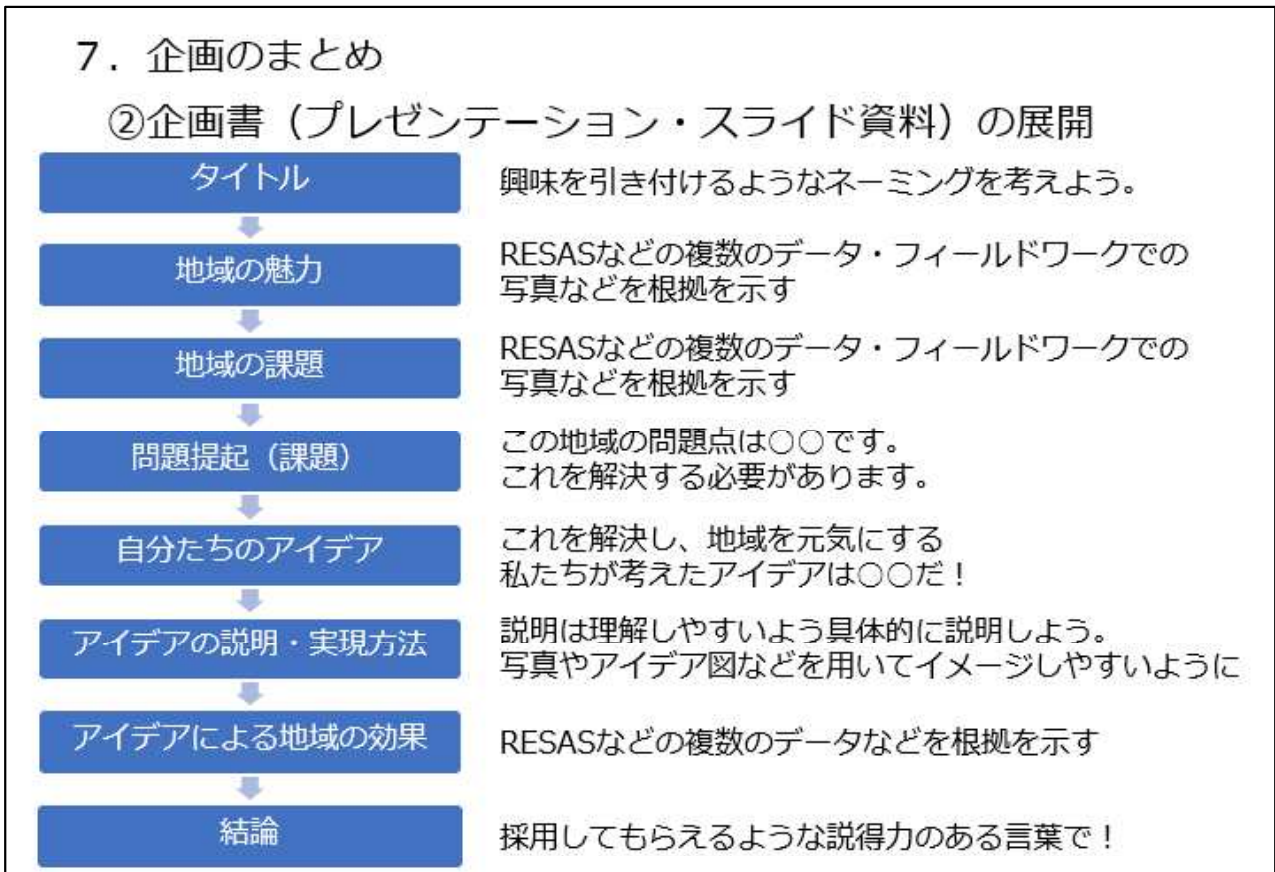 ７．企画のまとめ
②企画書（プレゼンテーション・スライド資料）の展開
タイトル
興味を引き付けるようなネーミングを考えよう。
地域の魅力
RESASなどの複数のデータ・フィールドワークでの
写真などを根拠を示す
地域の課題
RESASなどの複数のデータ・フィールドワークでの
写真などを根拠を示す
問題提起（課題）
この地域の問題点は○○です。
これを解決する必要があります。
自分たちのアイデア
これを解決し、地域を元気にする
私たちが考えたアイデアは○○だ！
アイデアの説明・実現方法
説明は理解しやすいよう具体的に説明しよう。
写真やアイデア図などを用いてイメージしやすいように
アイデアによる地域の効果
RESASなどの複数のデータなどを根拠を示す
結論
採用してもらえるような説得力のある言葉で！